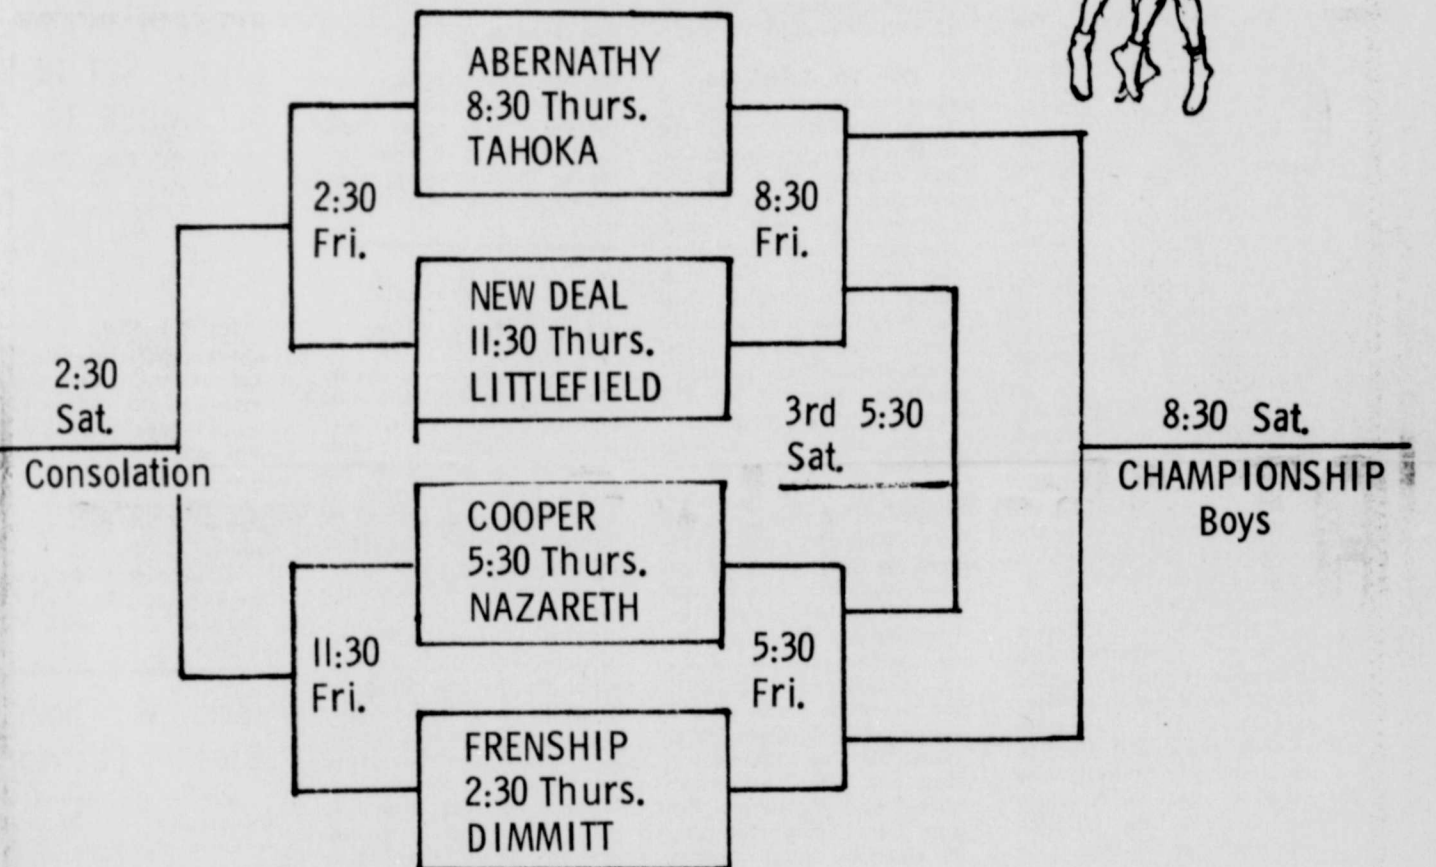 ABERNATHY
8:30 Thurs.
TAHOKA
2:30
Fri.
8:30
Fri.
NEW DEAL
11:30 Thurs.
LITTLEFIELD
2:30
Sat.
Consolation
3rd 5:30
Sat.
8:30 Sat.
CHAMPIONSHIP
Boys
COOPER
5:30 Thurs.
NAZARETH
11:30
Fri.
5:30
Fri.
FRENSHIP
2:30 Thurs.
DIMMITT